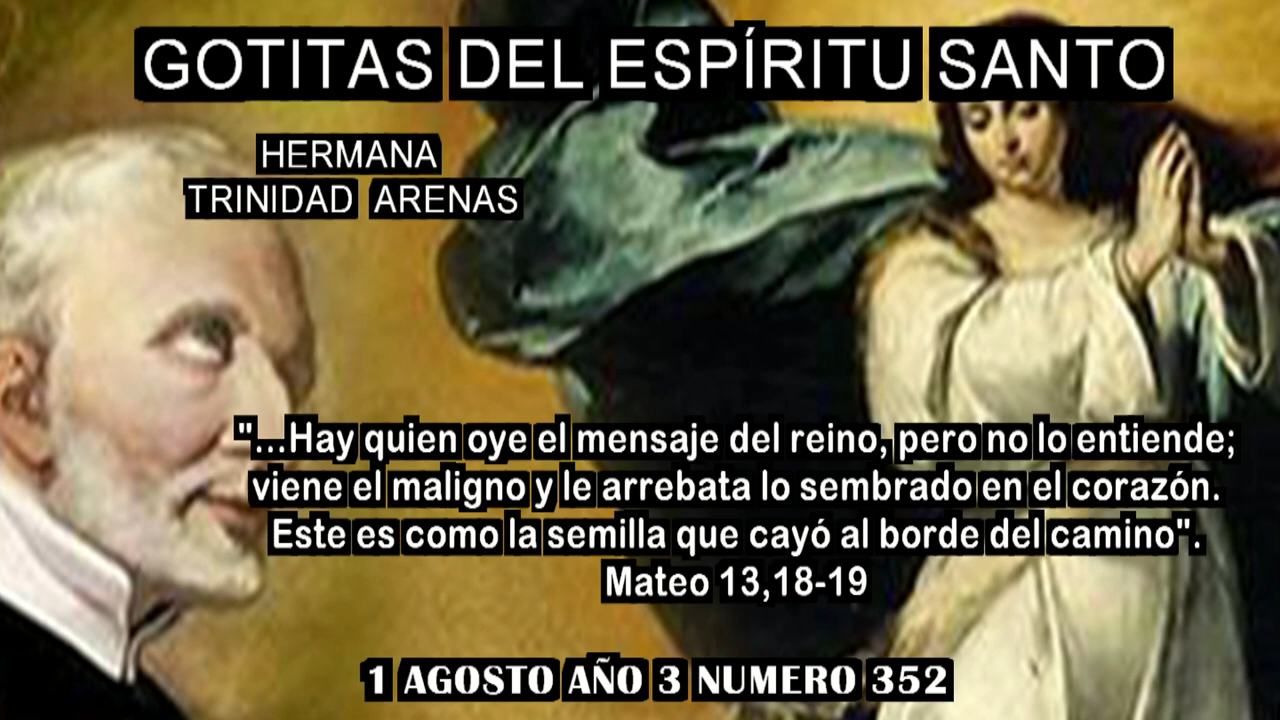 GOTITAS DEL ESPÍRITU SANTO
HERMANA
TRINIDAD ARENAS
"...Hay quien oye el mensaje del reino, pero no lo entiende;
viene el maligno y le arrebata lo sembrado en el corazón.
Este es como la semilla que cayó al borde del camino".
Mateo 13,18-19
1 AGOSTO AÑO 3 NUMERO 352